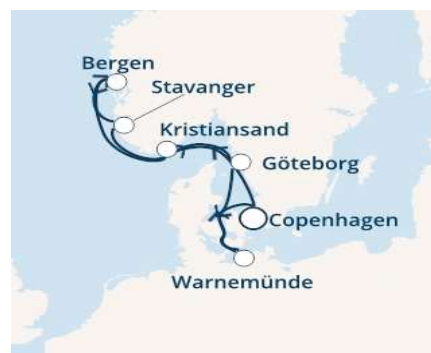 Bergen
Stavanger
Kristiansand
Göteborg
Copenhagen
Warnemünde